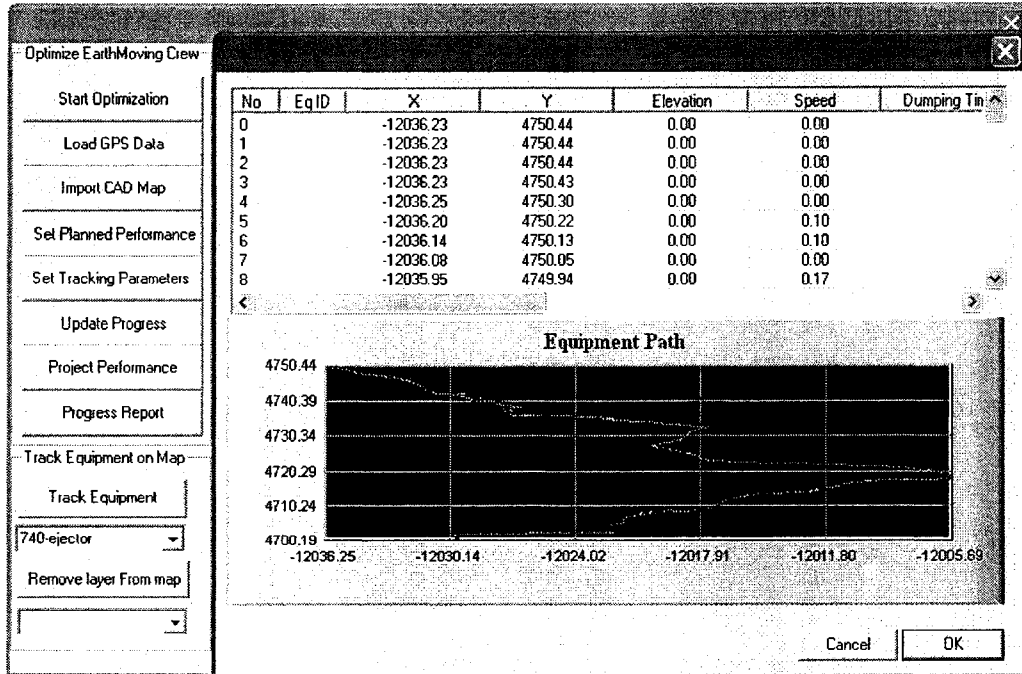 Optimize EarthMoving Crew
Start Optimization
Load GPS Data
Import CAD Map
Set Planned Performance
Set Tracking Parameters
Update Progress
Project Performance
Progress Report
Track Equipment on Map
Track Equipment
740-ejector
Remove layer From map
No Eq ID X Y Elevation Speed Dumping Tin
0 -12036.23 4750.44 0.00 0.00
1 -12036.23 4750.44 0.00 0.00
2 -12036.23 4750.44 0.00 0.00
3 -12036.23 4750.43 0.00 0.00
4 -12036.25 4750.30 0.00 0.00
5 -12036.20 4750.22 0.00 0.10
6 -12036.14 4750.13 0.00 0.10
7 -12036.08 4750.05 0.00 0.00
8 -12035.95 4749.94 0.00 0.17
Equipment Path
4750.44
4740.39
4730.34
4720.29
4710.24
4700.19
-12036.25 -12030.14 -12024.02 -12017.91 -12011.80 -12005.69
Cancel OK